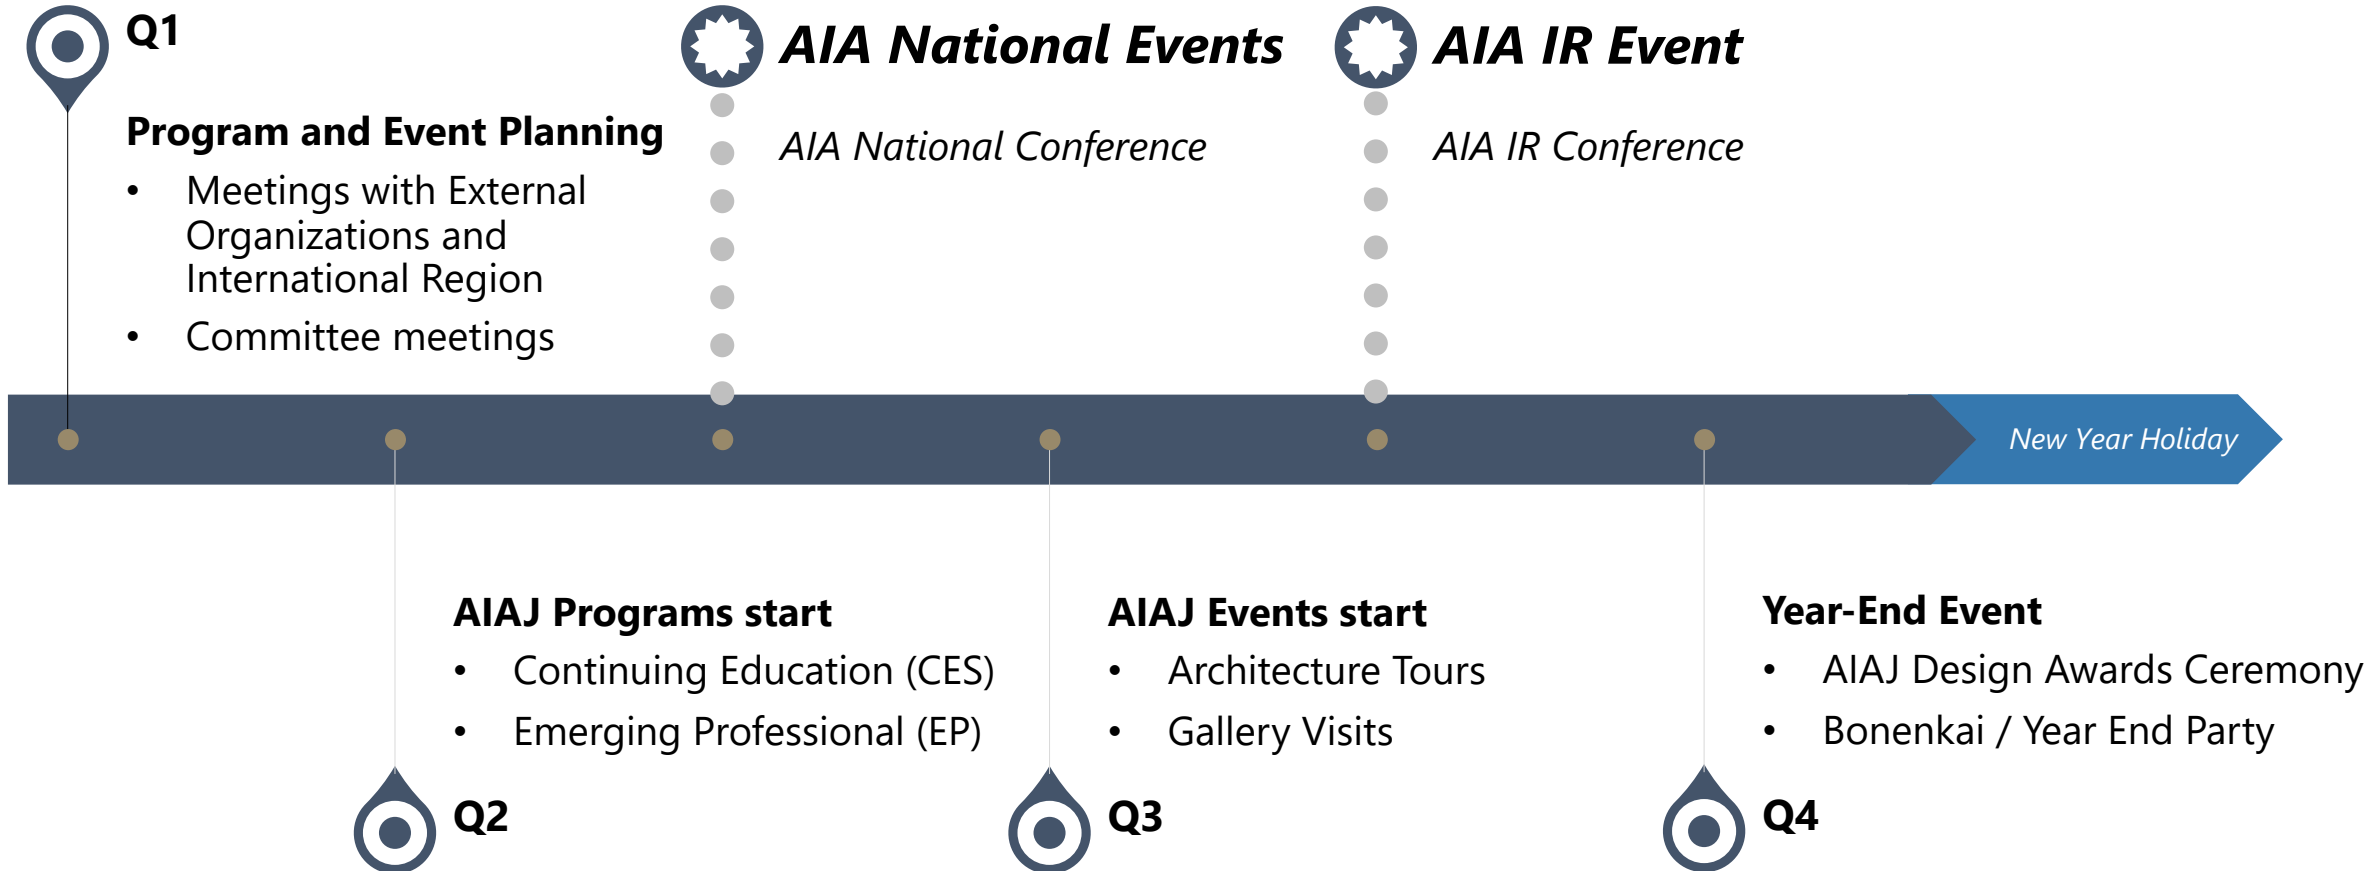 Q1
Program and Event Planning
• Meetings with External
Organizations and
International Region
• Committee meetings
AIA National Events
AIA National Conference
AIA IR Event
AIA IR Conference
New Year Holiday
AIAJ Programs start
• Continuing Education (CES)
• Emerging Professional (EP)
Q2
AIAJ Events start
• Architecture Tours
• Gallery Visits
Q3
Year-End Event
• AIAJ Design Awards Ceremony
• Bonenkai / Year End Party
Q4